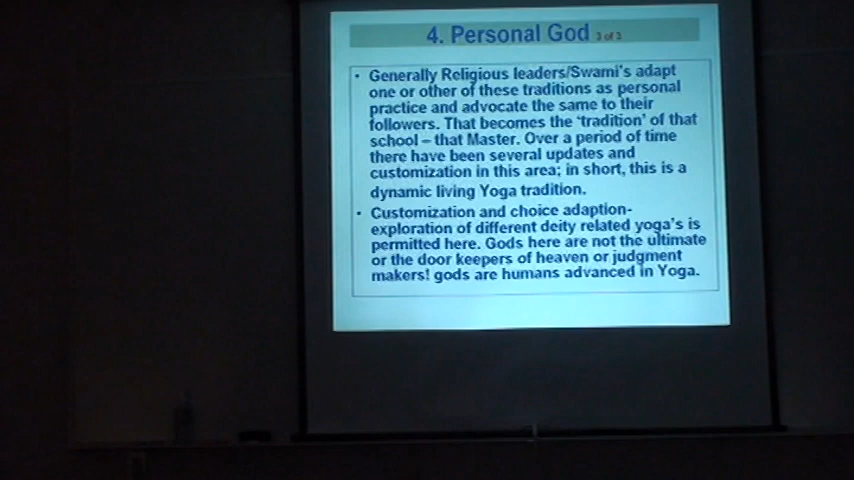 4. Personal God 3 of 3
• Generally Religious leaders/Swami's adapt
one or other of these traditions as personal
practice and advocate the same to their
followers. That becomes the 'tradition' of that
school – that Master. Over a period of time
there have been several updates and
customization in this area; in short, this is a
dynamic living Yoga tradition.
• Customization and choice adaption-
exploration of different deity related yoga's is
permitted here. Gods here are not the ultimate
or the door keepers of heaven or judgment
makers! gods are humans advanced in Yoga.